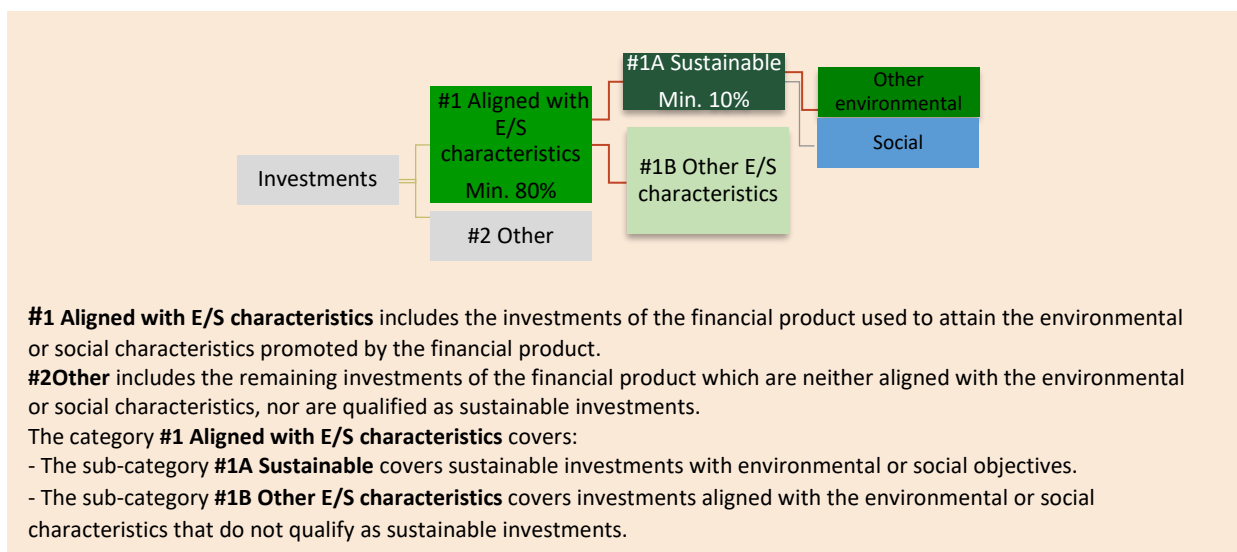 #1A Sustainable
Min. 10%
Other
environmental
Social
#1 Aligned with
E/S
characteristics
Min. 80%
#1B Other E/S
characteristics
Investments
#2 Other
#1 Aligned with E/S characteristics includes the investments of the financial product used to attain the environmental
or social characteristics promoted by the financial product.
#2Other includes the remaining investments of the financial product which are neither aligned with the environmental
or social characteristics, nor are qualified as sustainable investments.
The category #1 Aligned with E/S characteristics covers:
- The sub-category #1A Sustainable covers sustainable investments with environmental or social objectives.
- The sub-category #1B Other E/S characteristics covers investments aligned with the environmental or social
characteristics that do not qualify as sustainable investments.